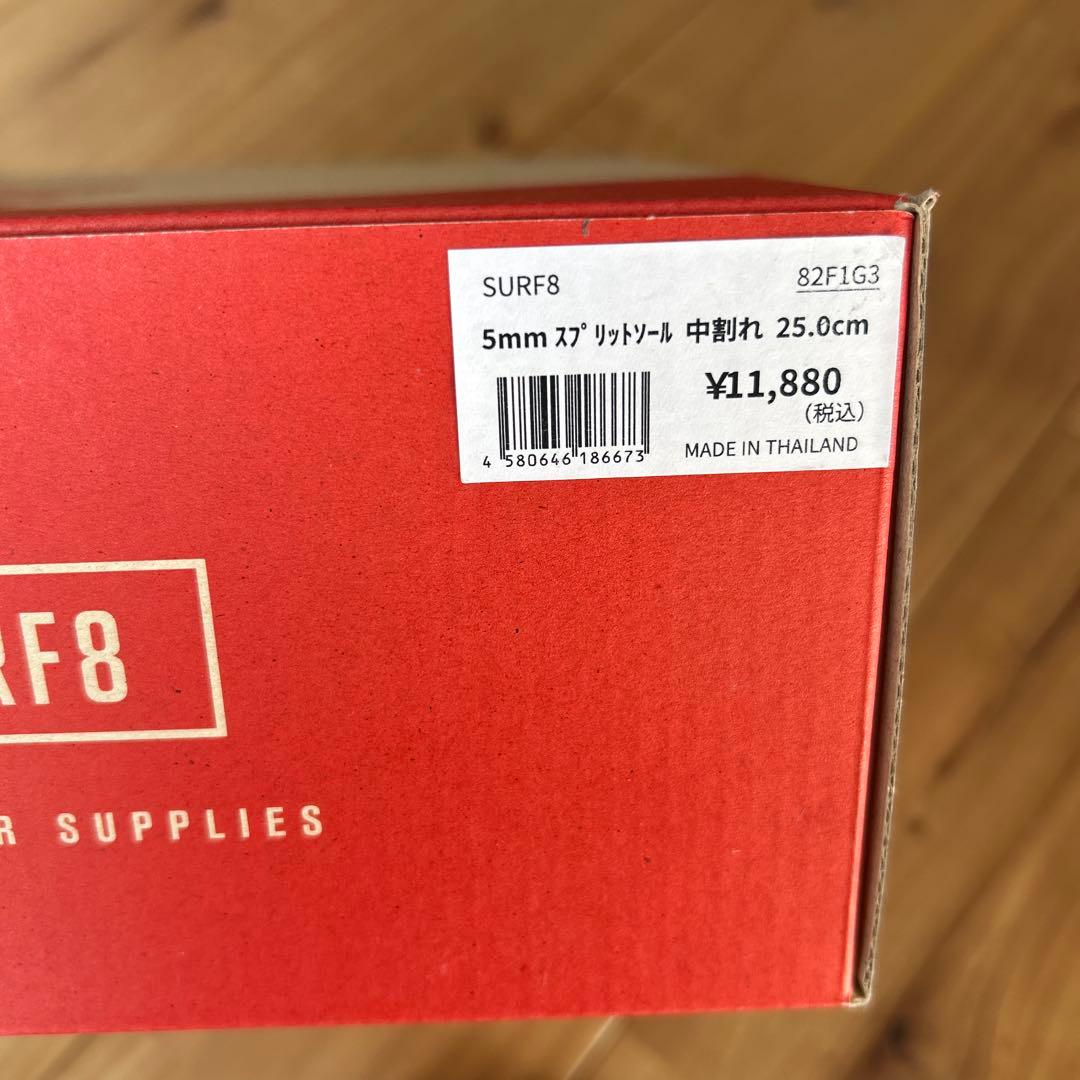 SURF8
82F1G3
5mm ｽﾌﾟﾘｯﾄｿｰﾙ 中割れ 25.0cm
¥11,880
(税込)
4 580646 186673
MADE IN THAILAND
RF8
R SUPPLIES